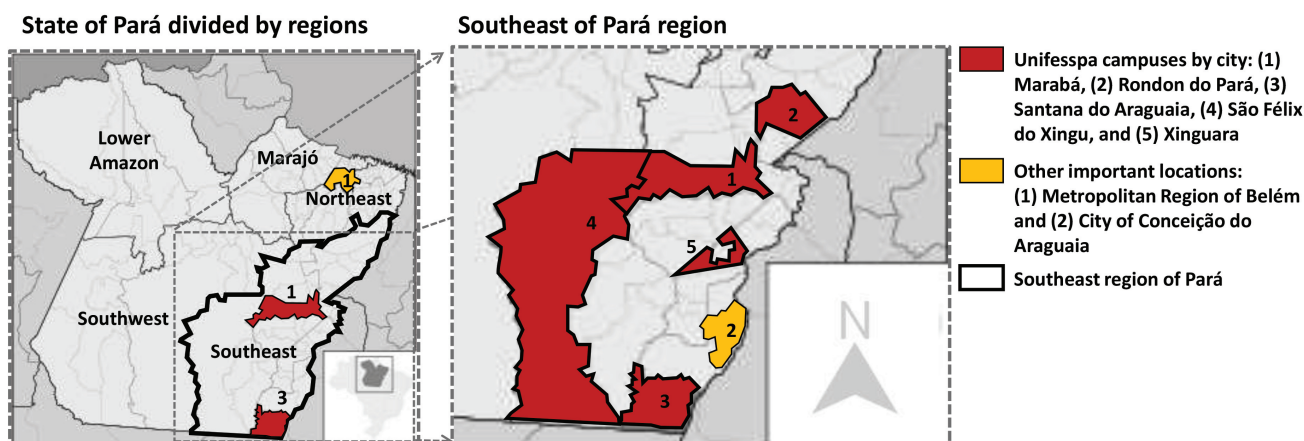 State of Pará divided by regions
Lower
Amazon
Marajó
1
Northeast
1
Southwest
Southeast
3
Southeast of Pará region
2
1
4
5
2
3
N
Unifesspa campuses by city: (1)
Marabá, (2) Rondon do Pará, (3)
Santana do Araguaia, (4) São Félix
do Xingu, and (5) Xinguara
Other important locations:
(1) Metropolitan Region of Belém
and (2) City of Conceição do
Araguaia
Southeast region of Pará